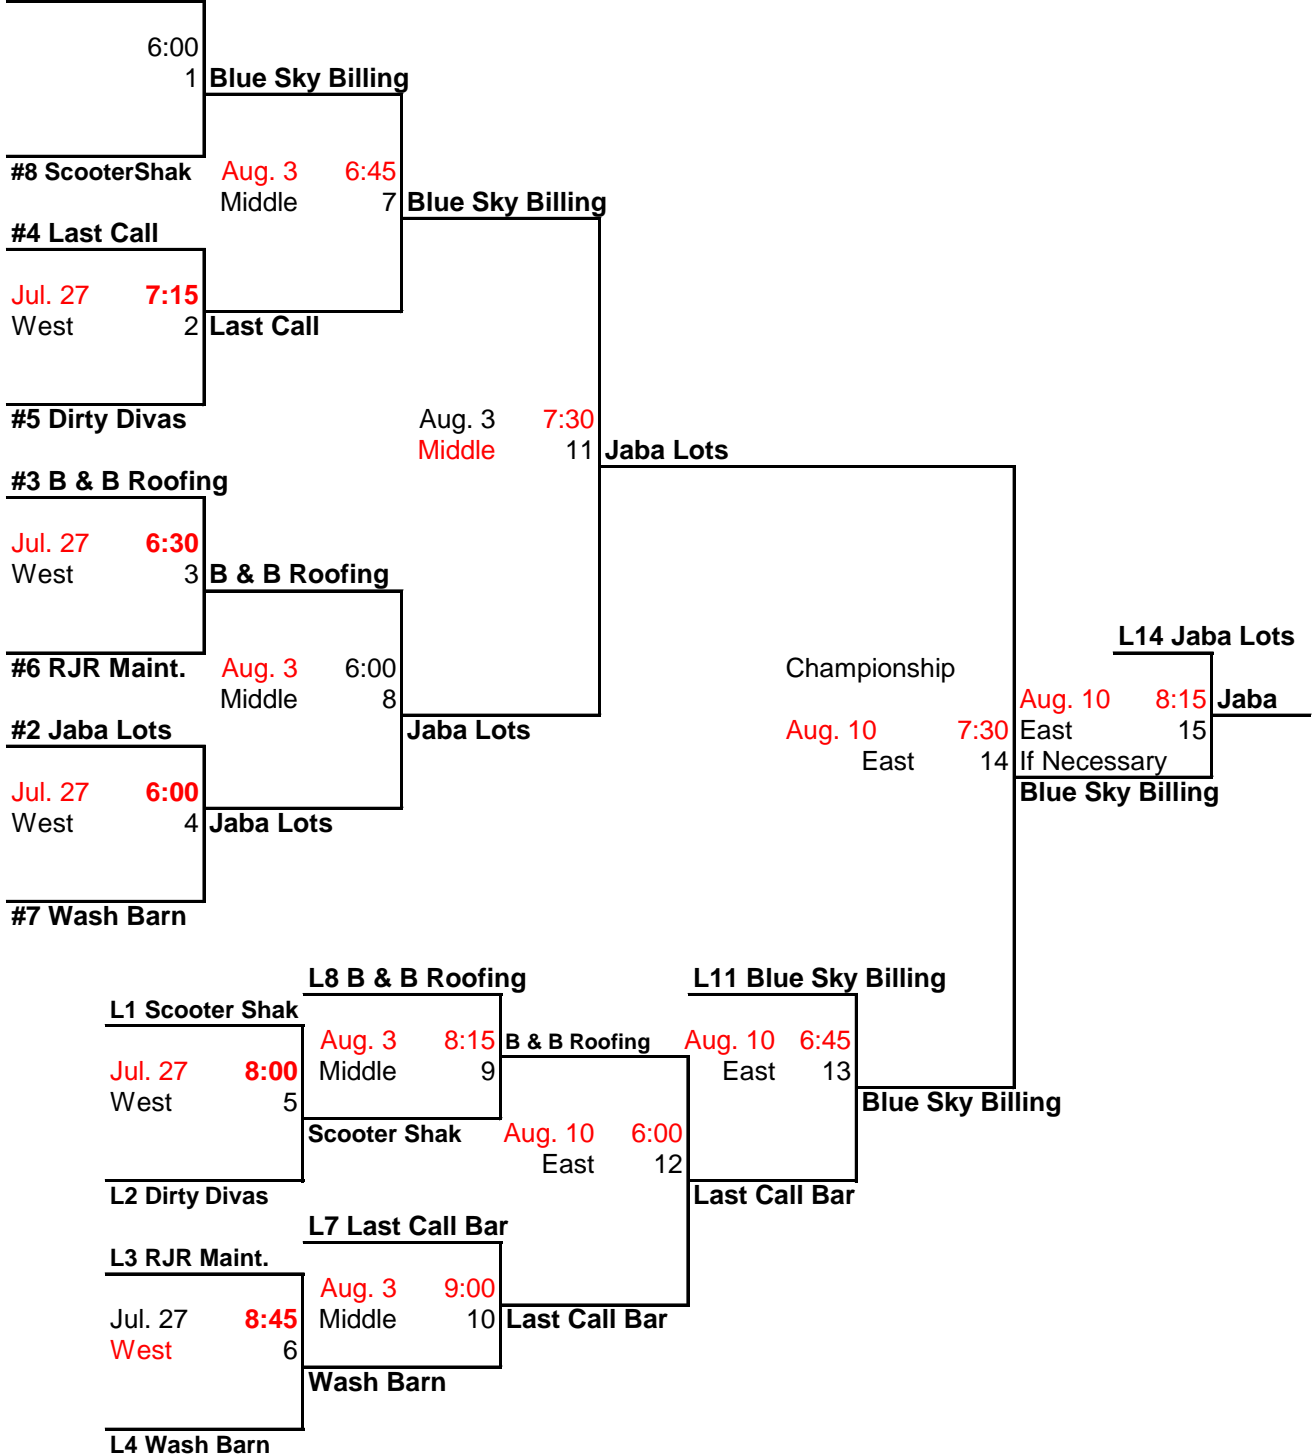 6:00
1 Blue Sky Billing
#8 ScooterShak Aug. 3 6:45
Middle 7 Blue Sky Billing
#4 Last Call
Jul. 27 7:15
West 2 Last Call
#5 Dirty Divas Aug. 3 7:30
Middle 11 Jaba Lots
#3 B & B Roofing
Jul. 27 6:30
West 3 B & B Roofing
L14 Jaba Lots
#6 RJR Maint. Aug. 3 6:00 Championship
Middle 8 Aug. 10 8:15 Jaba
#2 Jaba Lots Jaba Lots Aug. 10 7:30 East 15
East 14 If Necessary
Jul. 27 6:00 Blue Sky Billing
West 4 Jaba Lots
#7 Wash Barn
L8 B & B Roofing L11 Blue Sky Billing
L1 Scooter Shak
Aug. 3 8:15 B & B Roofing Aug. 10 6:45
Jul. 27 8:00 Middle 9 East 13
West 5 Blue Sky Billing
Scooter Shak Aug. 10 6:00
East 12
L2 Dirty Divas Last Call Bar
L7 Last Call Bar
L3 RJR Maint.
Aug. 3 9:00
Jul. 27 8:45 Middle 10 Last Call Bar
West 6
Wash Barn
L4 Wash Barn